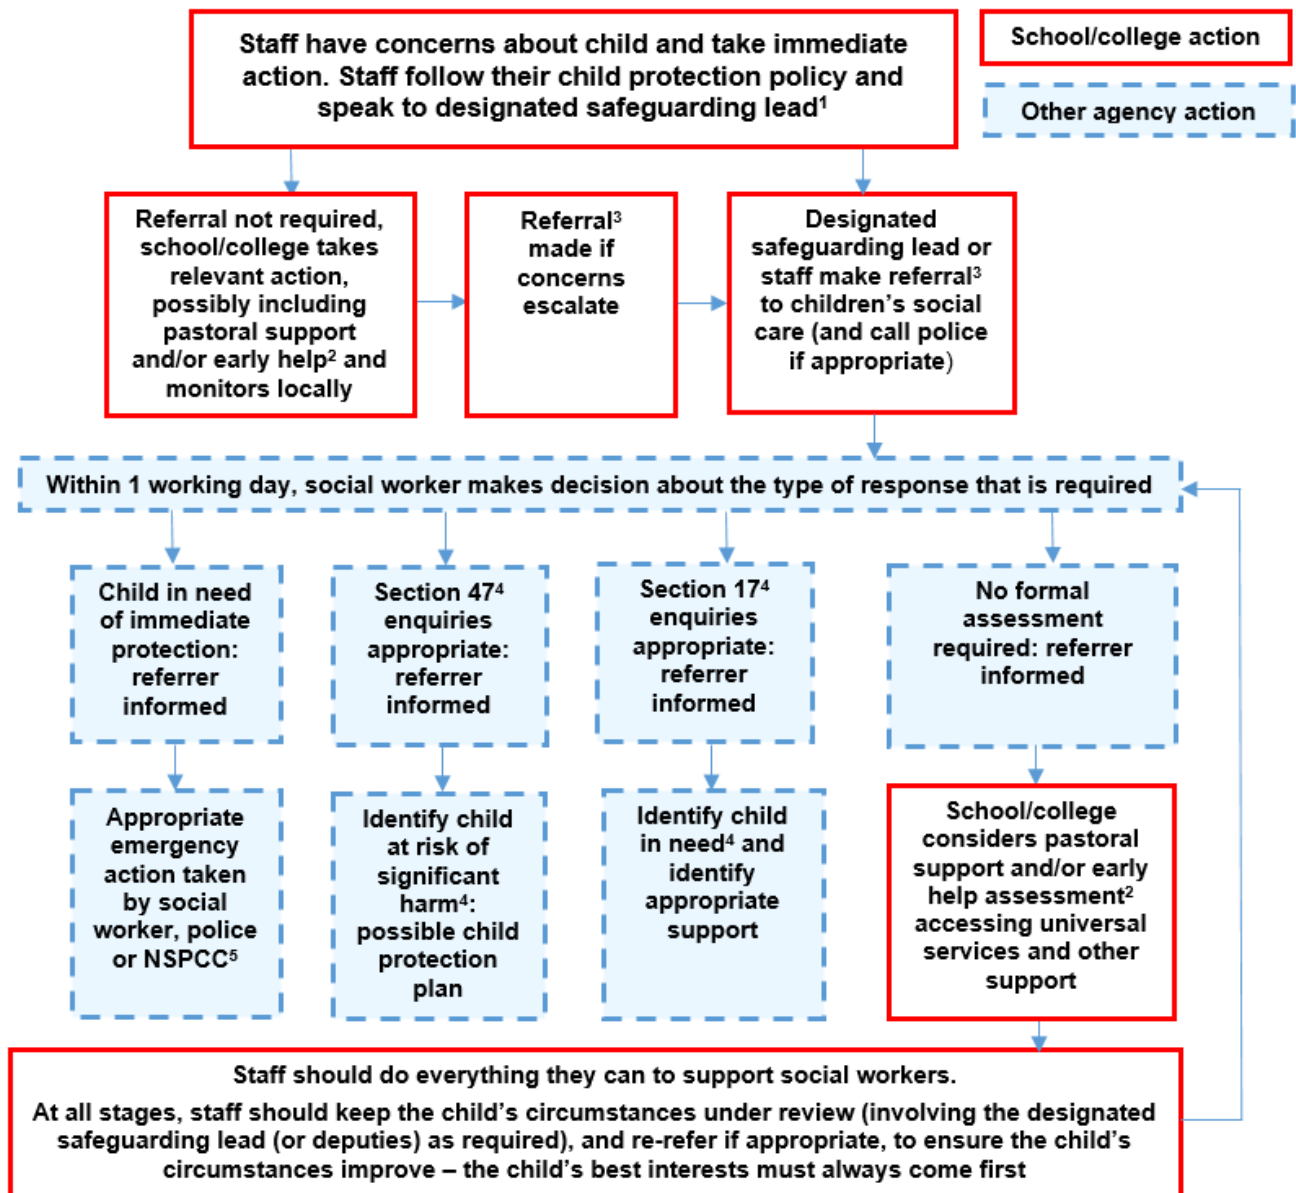 Staff have concerns about child and take immediate
action. Staff follow their child protection policy and
speak to designated safeguarding lead¹
School/college action
Other agency action
Referral not required,
school/college takes
relevant action,
possibly including
pastoral support
and/or early help² and
monitors locally
Referral³
made if
concerns
escalate
Designated
safeguarding lead or
staff make referral³
to children’s social
care (and call police
if appropriate)
Within 1 working day, social worker makes decision about the type of response that is required
Child in need
of immediate
protection:
referrer
informed
Section 47⁴
enquiries
appropriate:
referrer
informed
Section 17⁴
enquiries
appropriate:
referrer
informed
No formal
assessment
required: referrer
informed
Appropriate
emergency
action taken
by social
worker, police
or NSPCC⁵
Identify child
at risk of
significant
harm⁴:
possible child
protection
plan
Identify child
in need⁴ and
identify
appropriate
support
School/college
considers pastoral
support and/or early
help assessment²
accessing universal
services and other
support
Staff should do everything they can to support social workers.
At all stages, staff should keep the child’s circumstances under review (involving the designated
safeguarding lead (or deputies) as required), and re-refer if appropriate, to ensure the child’s
circumstances improve – the child’s best interests must always come first